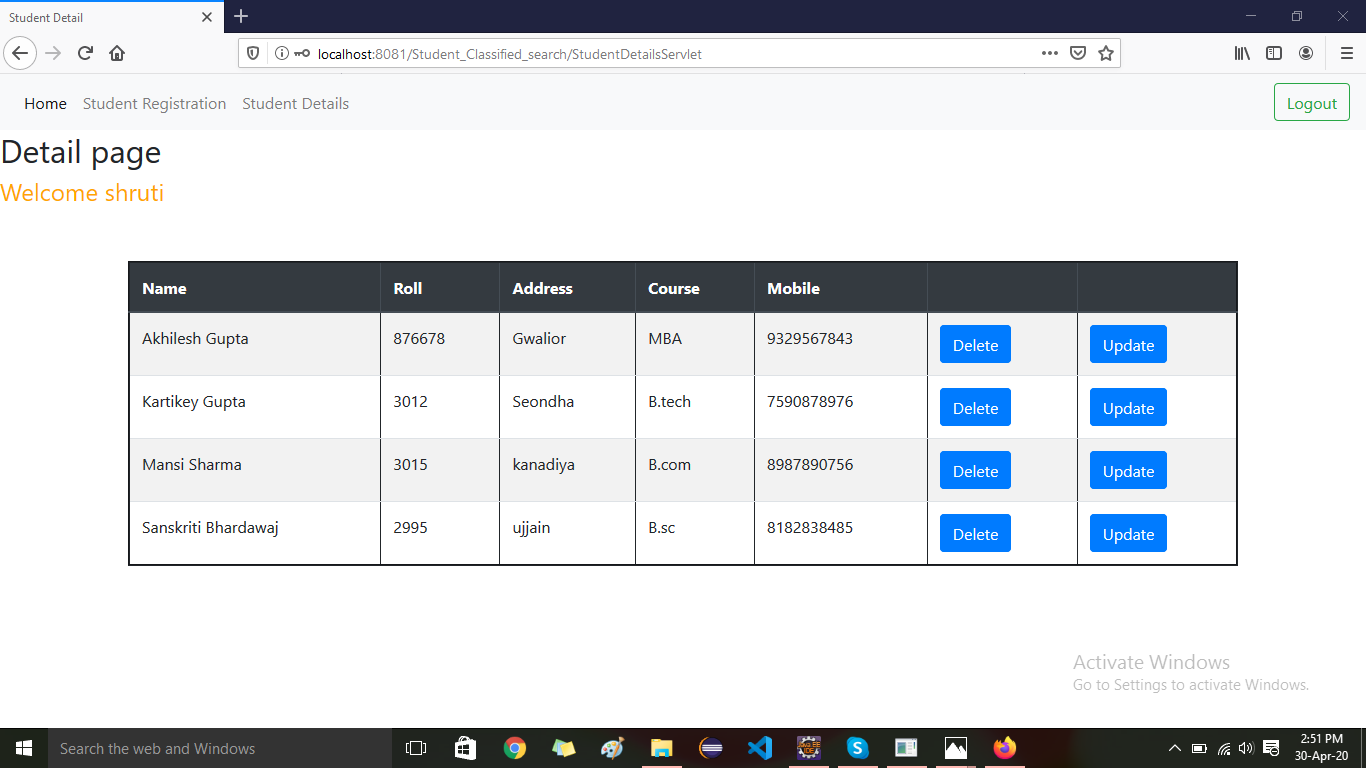 Student Detail
localhost:8081/Student_Classified_search/StudentDetailsServlet
Home Student Registration Student Details Logout
Detail page
Welcome shruti
Name Roll Address Course Mobile
Akhilesh Gupta 876678 Gwalior MBA 9329567843 Delete Update
Kartikey Gupta 3012 Seondha B.tech 7590878976 Delete Update
Mansi Sharma 3015 kanadiya B.com 8987890756 Delete Update
Sanskriti Bhardawaj 2995 ujjain B.sc 8182838485 Delete Update
Activate Windows
Go to Settings to activate Windows.
Search the web and Windows
Java EE
IDE
2:51 PM
30-Apr-20